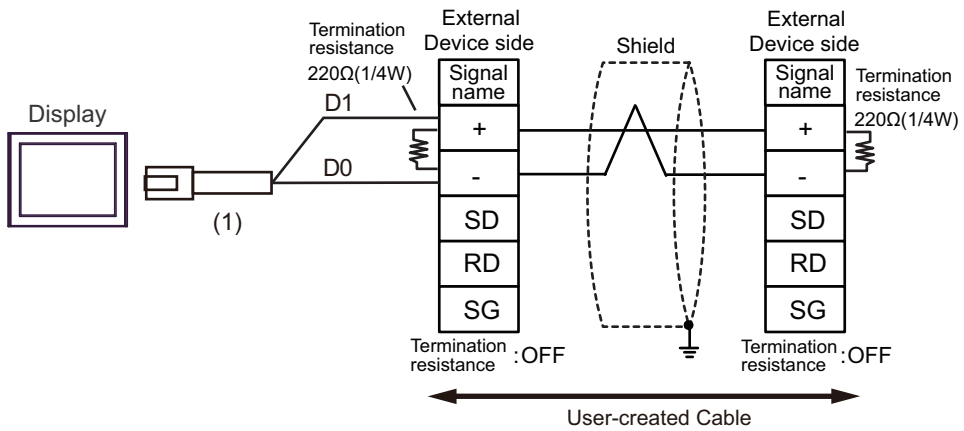 Display
(1)
D1
D0
Termination
resistance
220Ω(1/4W)
External
Device side
Signal
name
+
-
SD
RD
SG
Termination
resistance :OFF
Shield
External
Device side
Signal
name
+
-
SD
RD
SG
Termination
resistance :OFF
Termination
resistance
220Ω(1/4W)
User-created Cable